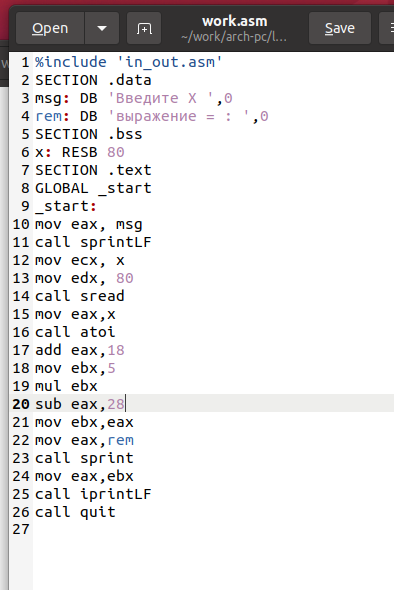 Open
work.asm
~/work/arch-pc/l...
Save
1 %include 'in_out.asm'
2 SECTION .data
3 msg: DB 'Введите X ',0
4 rem: DB 'выражение = : ',0
5 SECTION .bss
6 x: RESB 80
7 SECTION .text
8 GLOBAL _start
9 _start:
10 mov eax, msg
11 call sprintLF
12 mov ecx, x
13 mov edx, 80
14 call sread
15 mov eax,x
16 call atoi
17 add eax,18
18 mov ebx,5
19 mul ebx
20 sub eax,28
21 mov ebx,eax
22 mov eax,rem
23 call sprint
24 mov eax,ebx
25 call iprintLF
26 call quit
27